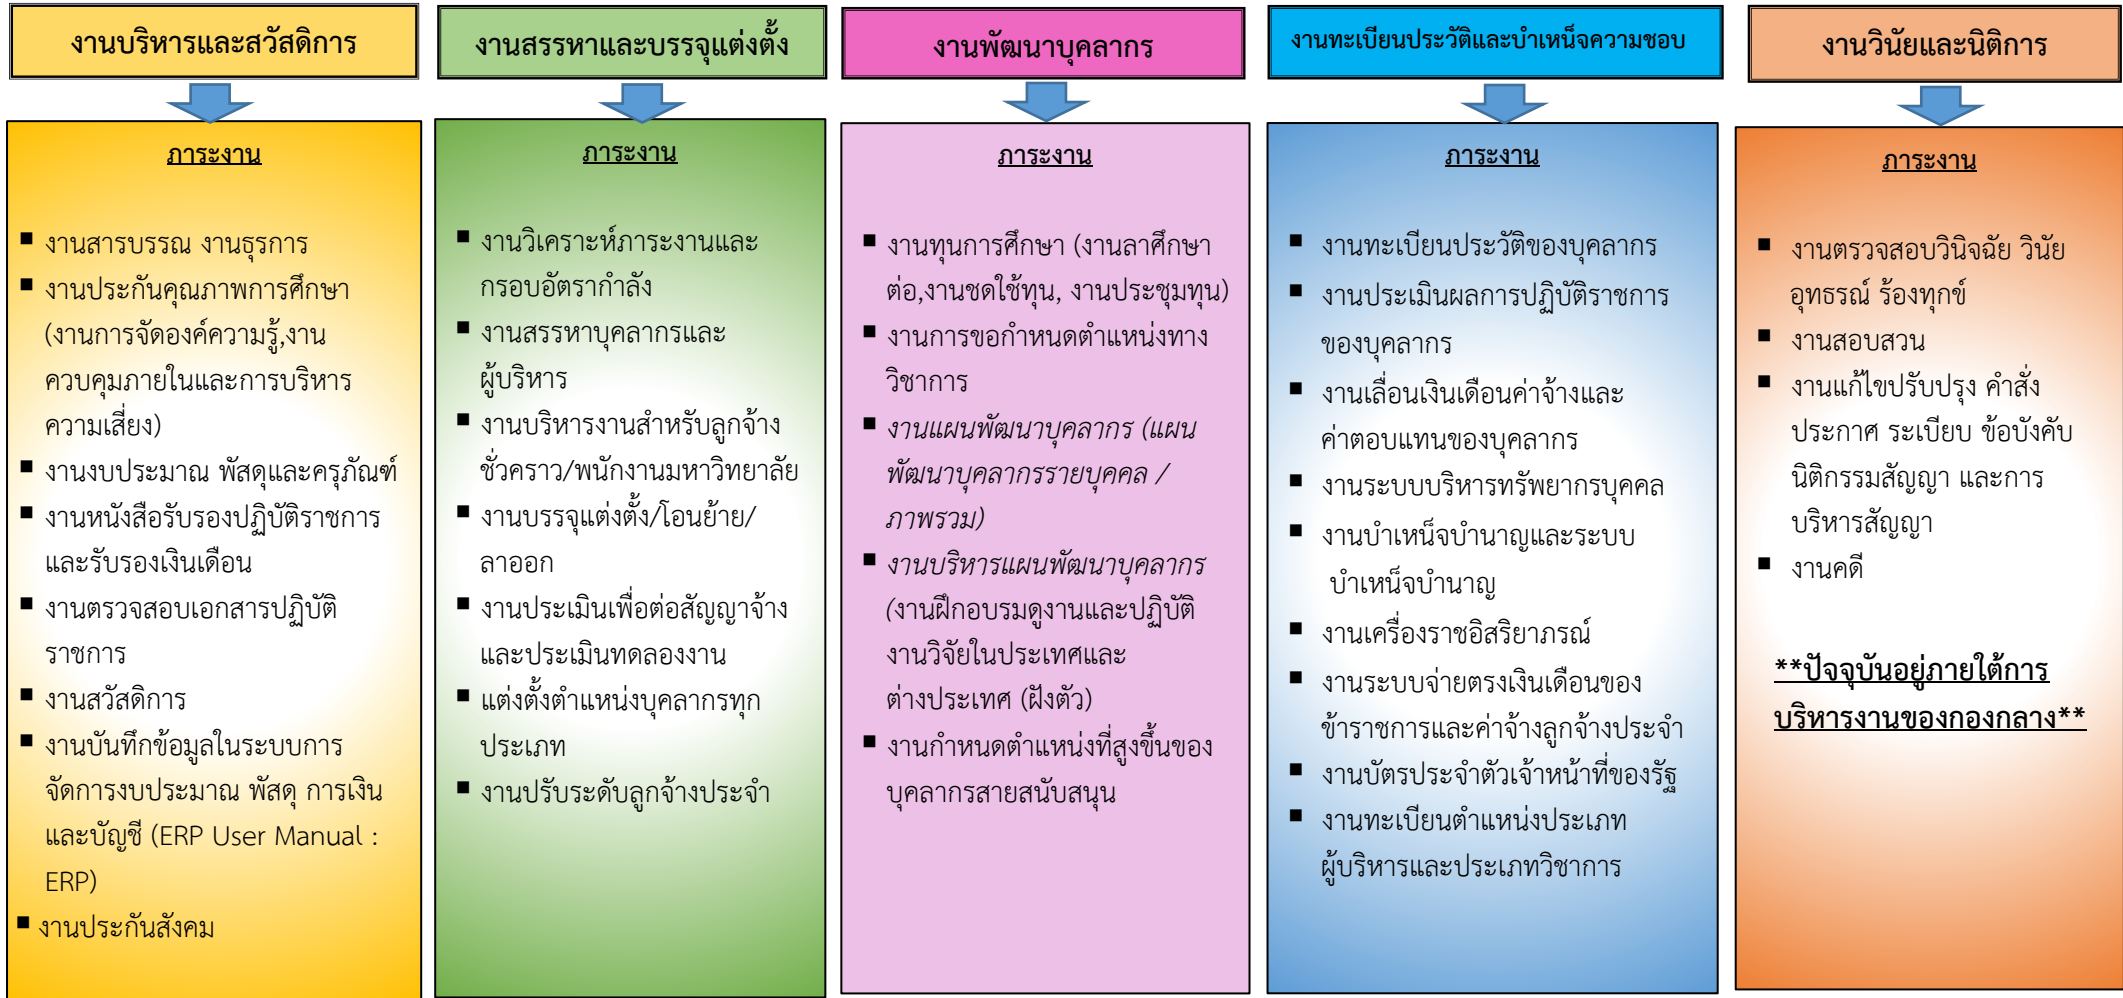 งานบริหารและสวัสดิการ
ภาระงาน
▪ งานสารบรรณ งานธุรการ
▪ งานประกันคุณภาพการศึกษา
(งานการจัดองค์ความรู้,งาน
ควบคุมภายในและการบริหาร
ความเสี่ยง)
▪ งานงบประมาณ พัสดุและครุภัณฑ์
▪ งานหนังสือรับรองปฏิบัติราชการ
และรับรองเงินเดือน
▪ งานตรวจสอบเอกสารปฏิบัติ
ราชการ
▪ งานสวัสดิการ
▪ งานบันทึกข้อมูลในระบบการ
จัดการงบประมาณ พัสดุ การเงิน
และบัญชี (ERP User Manual :
ERP)
▪ งานประกันสังคม
งานสรรหาและบรรจุแต่งตั้ง
ภาระงาน
▪ งานวิเคราะห์ภาระงานและ
กรอบอัตรากำลัง
▪ งานสรรหาบุคลากรและ
ผู้บริหาร
▪ งานบริหารงานสำหรับลูกจ้าง
ชั่วคราว/พนักงานมหาวิทยาลัย
▪ งานบรรจุแต่งตั้ง/โอนย้าย/
ลาออก
▪ งานประเมินเพื่อต่อสัญญาจ้าง
และประเมินทดลองงาน
▪ แต่งตั้งตำแหน่งบุคลากรทุก
ประเภท
▪ งานปรับระดับลูกจ้างประจำ
งานพัฒนาบุคลากร
ภาระงาน
▪ งานทุนการศึกษา (งานลาศึกษา
ต่อ,งานชดใช้ทุน, งานประชุมทุน)
▪ งานการขอกำหนดตำแหน่งทาง
วิชาการ
▪ งานแผนพัฒนาบุคลากร (แผน
พัฒนาบุคลากรรายบุคคล /
ภาพรวม)
▪ งานบริหารแผนพัฒนาบุคลากร
(งานฝึกอบรมดูงานและปฏิบัติ
งานวิจัยในประเทศและ
ต่างประเทศ (ฝังตัว)
▪ งานกำหนดตำแหน่งที่สูงขึ้นของ
บุคลากรสายสนับสนุน
งานทะเบียนประวัติและบำเหน็จความชอบ
ภาระงาน
▪ งานทะเบียนประวัติของบุคลากร
▪ งานประเมินผลการปฏิบัติราชการ
ของบุคลากร
▪ งานเลื่อนเงินเดือนค่าจ้างและ
ค่าตอบแทนของบุคลากร
▪ งานระบบบริหารทรัพยากรบุคคล
▪ งานบำเหน็จบำนาญและระบบ
บำเหน็จบำนาญ
▪ งานเครื่องราชอิสริยาภรณ์
▪ งานระบบจ่ายตรงเงินเดือนของ
ข้าราชการและค่าจ้างลูกจ้างประจำ
▪ งานบัตรประจำตัวเจ้าหน้าที่ของรัฐ
▪ งานทะเบียนตำแหน่งประเภท
ผู้บริหารและประเภทวิชาการ
งานวินัยและนิติการ
ภาระงาน
▪ งานตรวจสอบวินิจฉัย วินัย
อุทธรณ์ ร้องทุกข์
▪ งานสอบสวน
▪ งานแก้ไขปรับปรุง คำสั่ง
ประกาศ ระเบียบ ข้อบังคับ
นิติกรรมสัญญา และการ
บริหารสัญญา
▪ งานคดี
**ปัจจุบันอยู่ภายใต้การ
บริหารงานของกองกลาง**